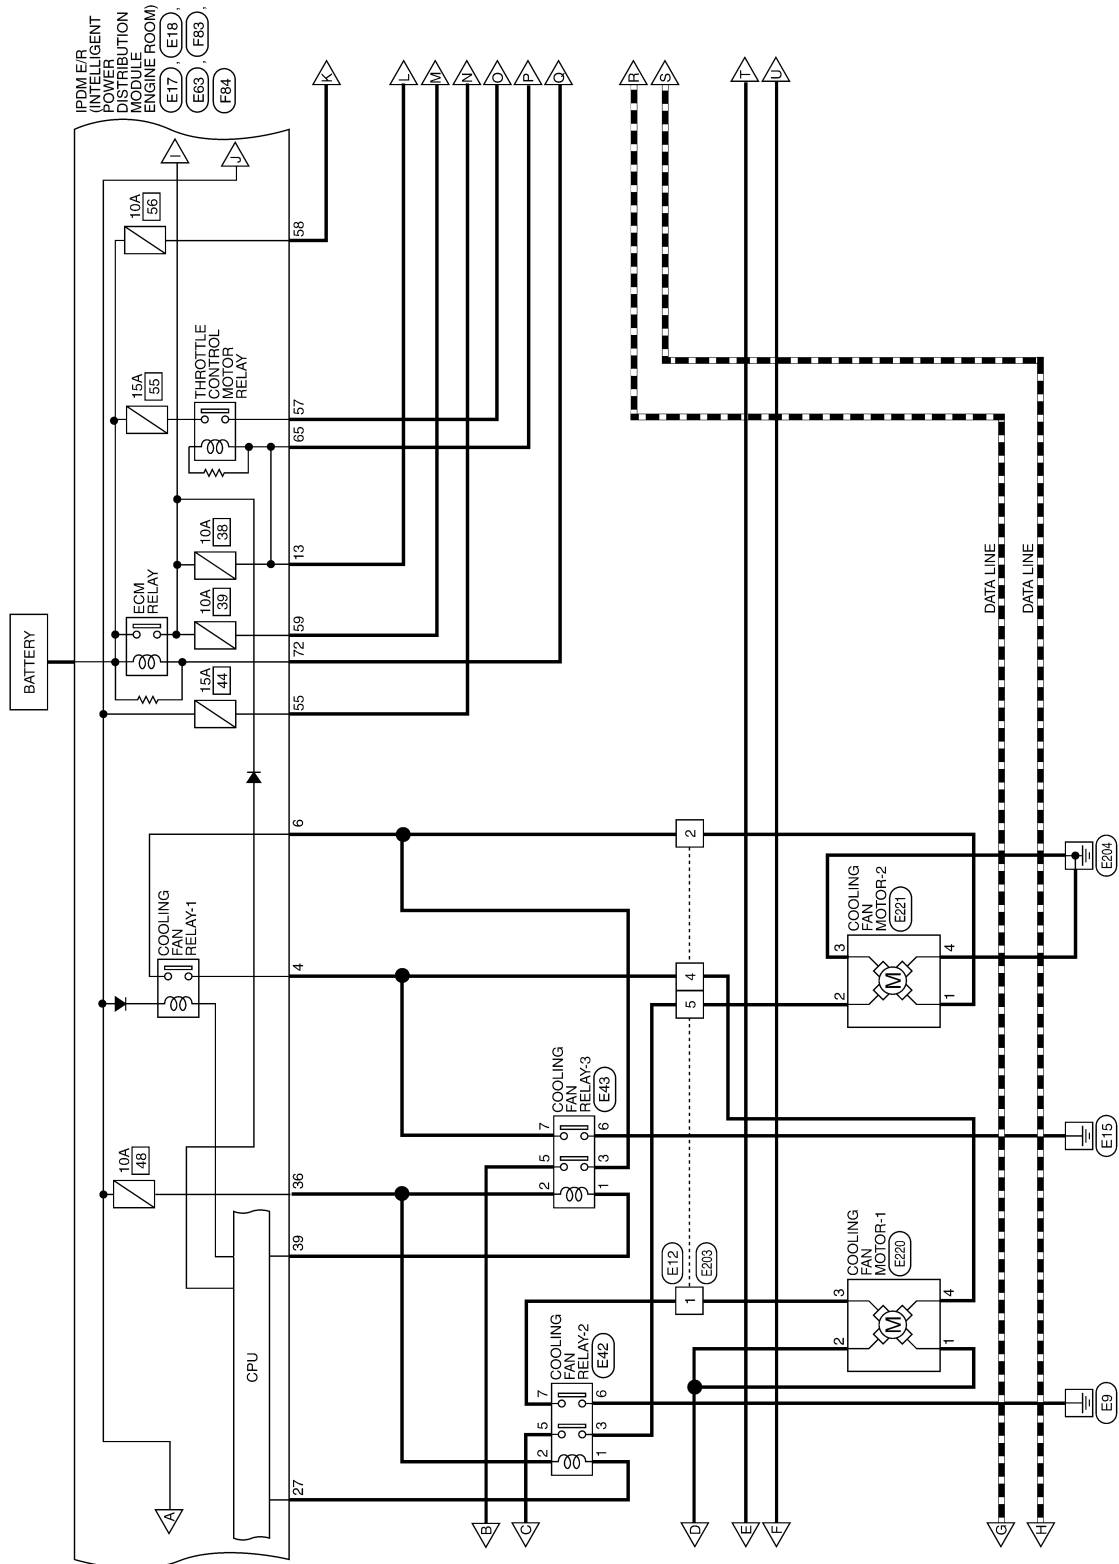 BATTERY
IPDM E/R
(INTELLIGENT
POWER
DISTRIBUTION
MODULE
ENGINE ROOM)
E17 , E18 ,
E63 , F83 ,
F84
A
I
J
10A
48
COOLING
FAN
RELAY-1
15A
44
ECM
RELAY
10A
39
10A
38
15A
55
THROTTLE
CONTROL
MOTOR
RELAY
10A
56
CPU
27
39
36
4
6
55
72
59
13
65
57
58
K
L
M
N
O
P
Q
R
S
T
U
B
C
D
E
F
G
H
COOLING
FAN
RELAY-2
E42
2
5
7
1
3
6
COOLING
FAN
RELAY-3
E43
2
5
7
1
3
6
E12
E203
1
5
4
2
COOLING
FAN
MOTOR-1
E220
2
3
1
4
M
COOLING
FAN
MOTOR-2
E221
2
3
1
4
M
DATA LINE
DATA LINE
E9
E15
E204